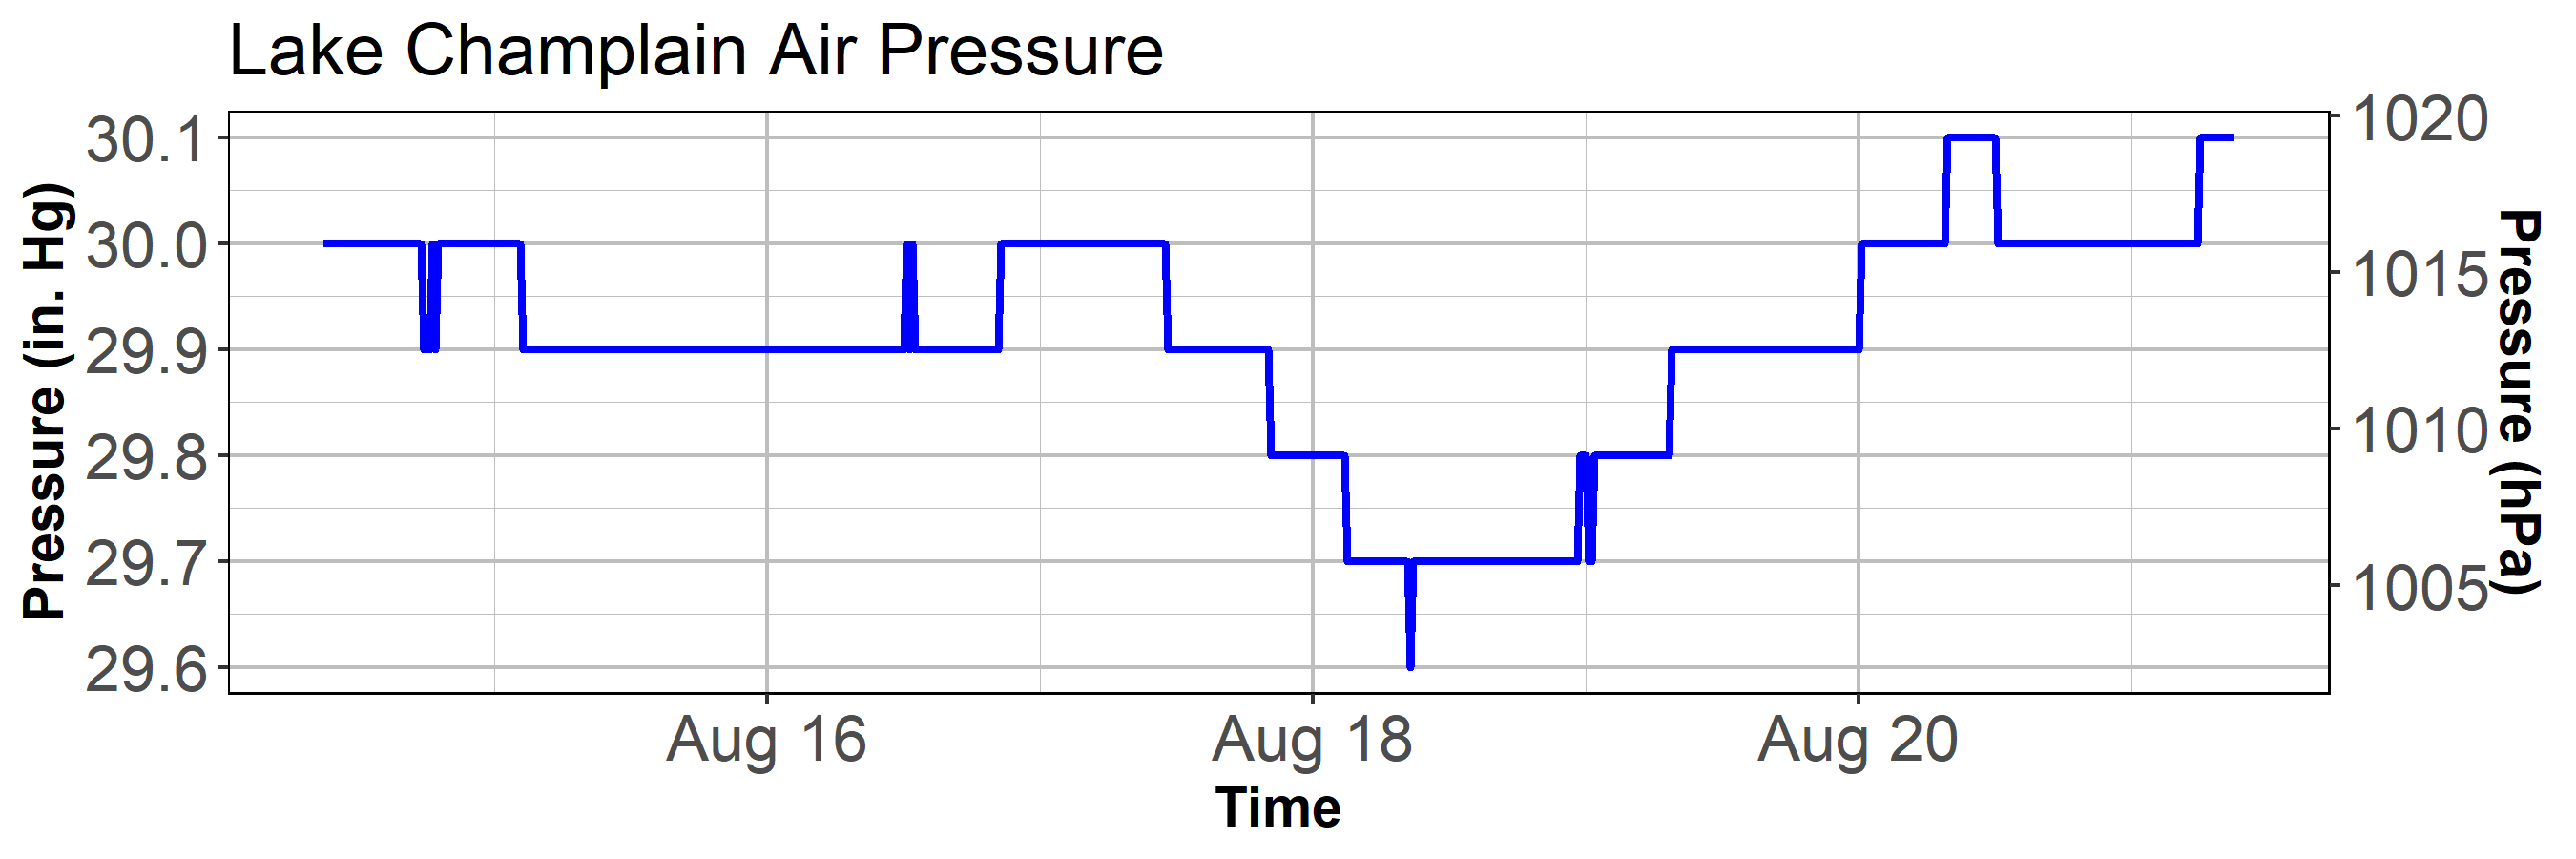 Lake Champlain Air Pressure
Pressure (in. Hg)
30.1
30.0
29.9
29.8
29.7
29.6
1020
1015
1010
1005
Pressure (hPa)
Aug 16 Aug 18 Aug 20
Time